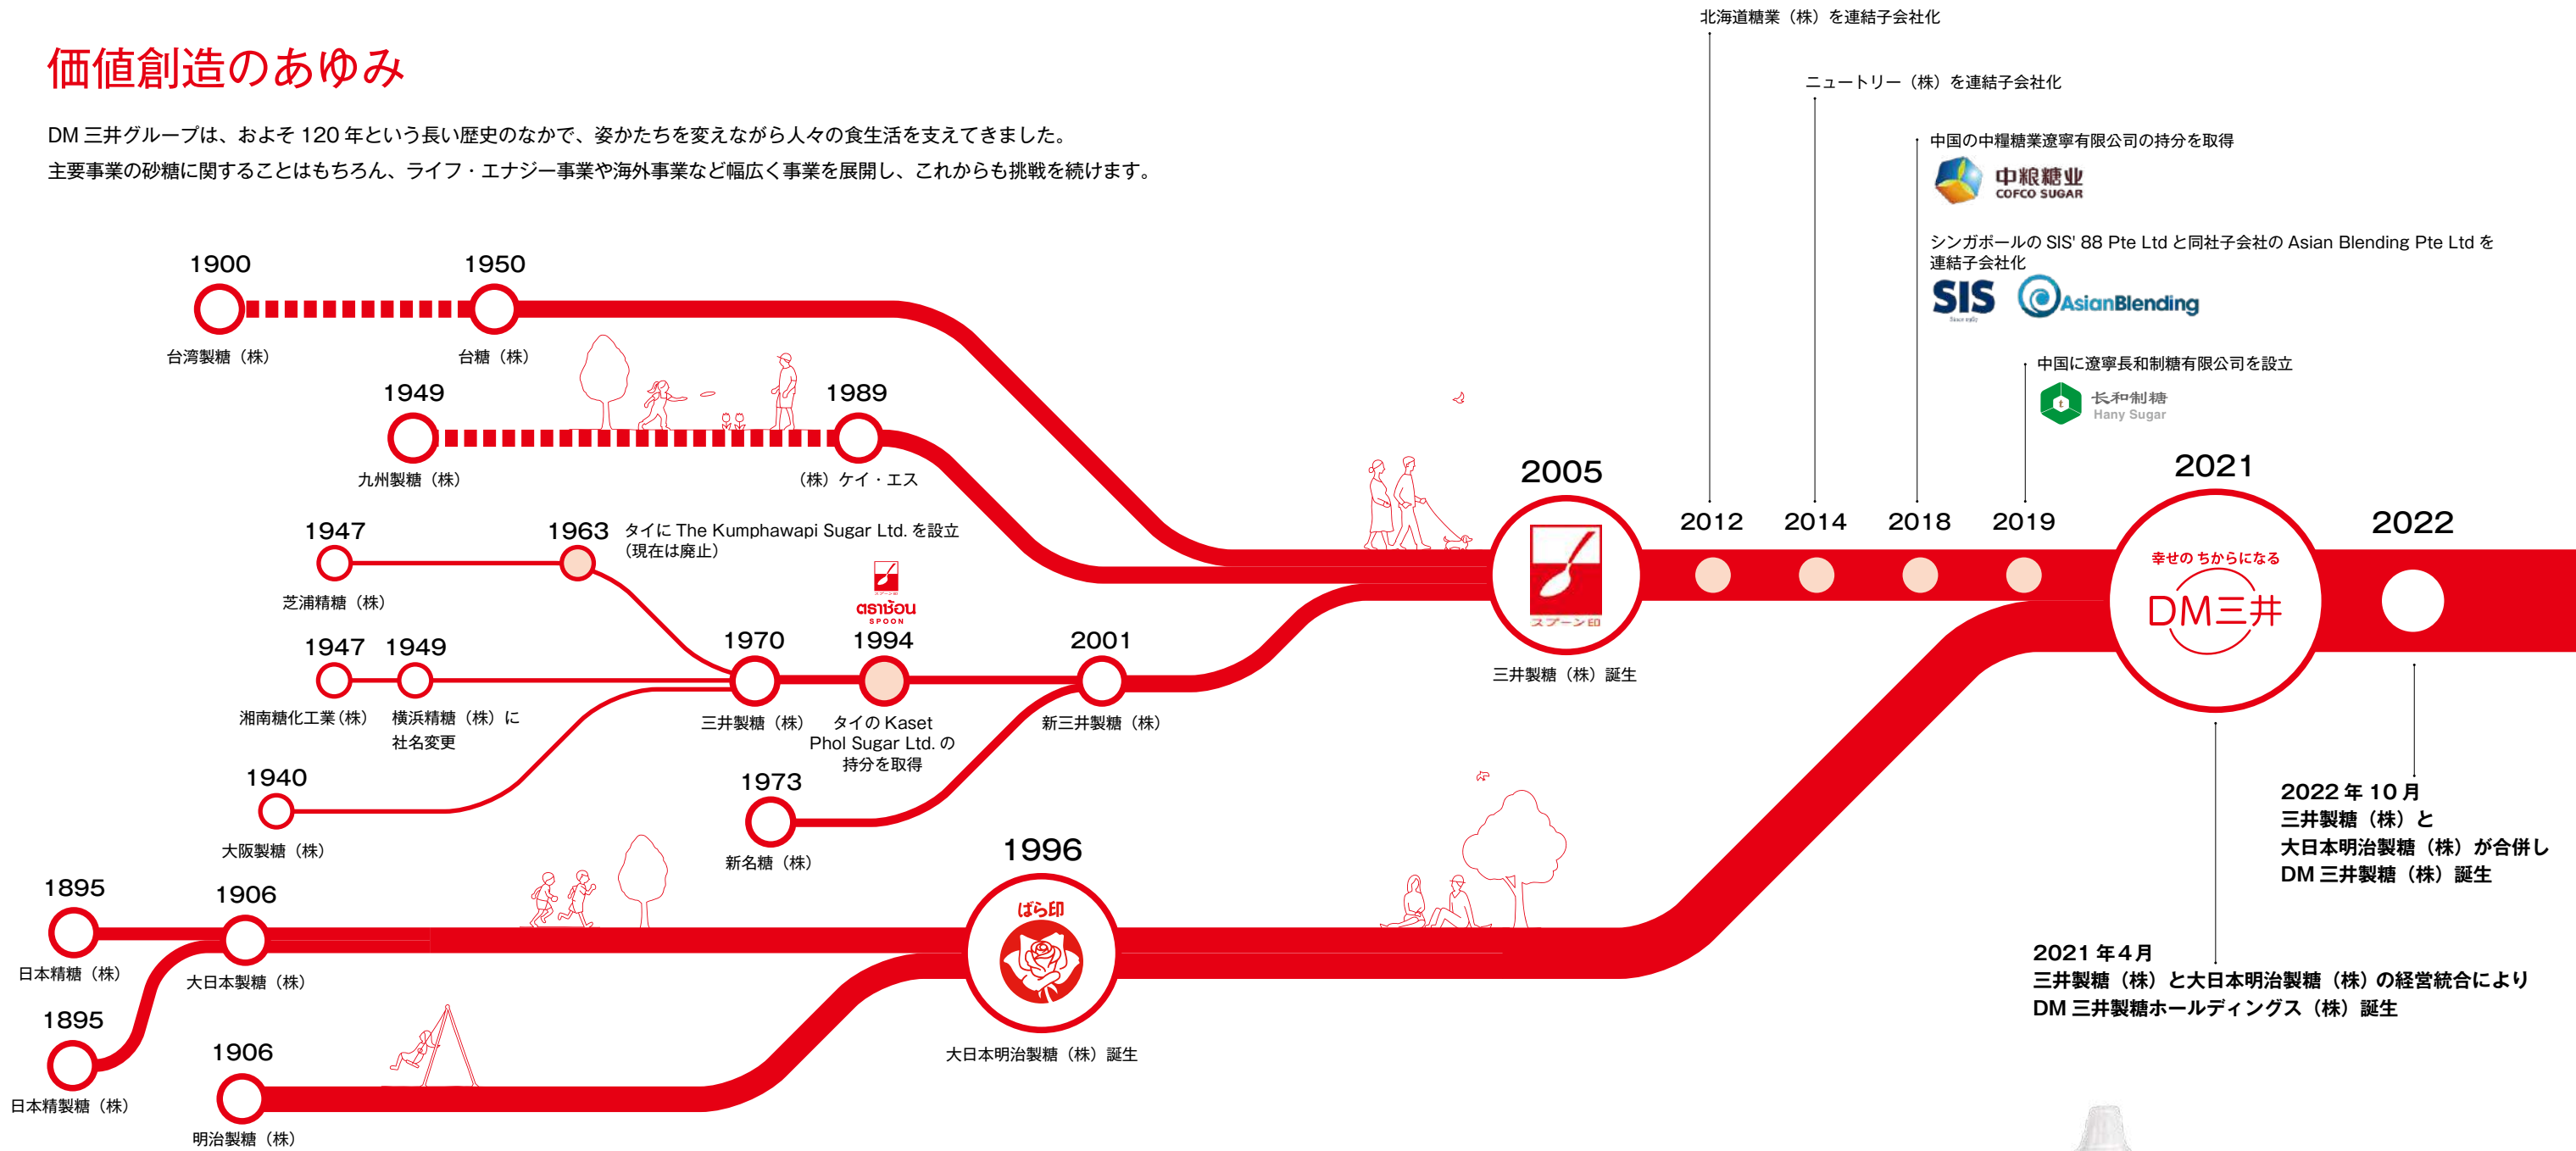 価値創造のあゆみ
DM 三井グループは、およそ 120 年という長い歴史のなかで、姿かたちを変えながら人々の食生活を支えてきました。
主要事業の砂糖に関することはもちろん、ライフ・エナジー事業や海外事業など幅広く事業を展開し、これからも挑戦を続けます。
北海道糖業（株）を連結子会社化
ニュートリー（株）を連結子会社化
中国の中糧糖業遼寧有限公司の持分を取得
中粮糖业
COFCO SUGAR
シンガポールの SIS' 88 Pte Ltd と同社子会社の Asian Blending Pte Ltd を
連結子会社化
SIS
AsianBlending
中国に遼寧長和制糖有限公司を設立
长和制糖
Hany Sugar
1900
台湾製糖（株）
1950
台糖（株）
1949
九州製糖（株）
1989
（株）ケイ・エス
1947
芝浦精糖（株）
1963
タイに The Kumphawapi Sugar Ltd. を設立
（現在は廃止）
1947
湘南糖化工業（株）
1949
横浜精糖（株）に
社名変更
1940
大阪製糖（株）
1970
三井製糖（株）
ตราช้อน
SPOON
1994
タイの Kaset
Phol Sugar Ltd. の
持分を取得
2001
新三井製糖（株）
1973
新名糖（株）
2005
スプーン印
三井製糖（株）誕生
2012
2014
2018
2019
2021
幸せの ちからになる
DM三井
2022
1895
日本精糖（株）
1895
日本精製糖（株）
1906
大日本製糖（株）
1906
明治製糖（株）
1996
ばら印
大日本明治製糖（株）誕生
2022 年 10 月
三井製糖（株）と
大日本明治製糖（株）が合併し
DM 三井製糖（株）誕生
2021 年4月
三井製糖（株）と大日本明治製糖（株）の経営統合により
DM 三井製糖ホールディングス（株）誕生